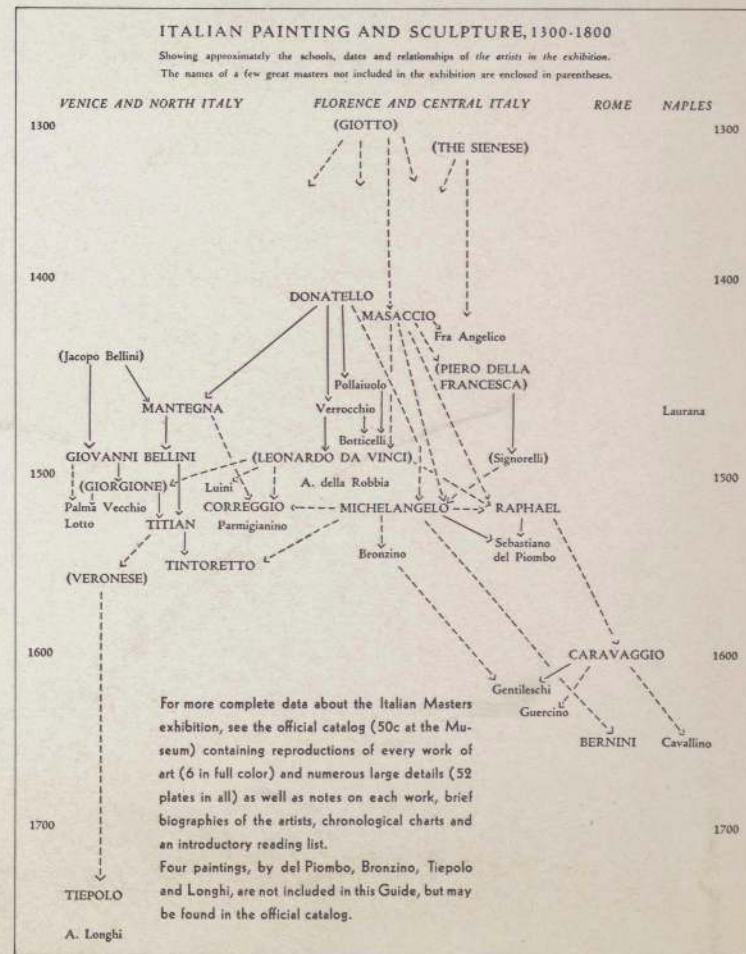 ITALIAN PAINTING AND SCULPTURE, 1300-1800
Showing approximately the schools, dates and relationships of the artists in the exhibition.
The names of a few great masters not included in the exhibition are enclosed in parentheses.
VENICE AND NORTH ITALY FLORENCE AND CENTRAL ITALY ROME NAPLES
1300 (GIOTTO) 1300
(THE SIENESE)
1400 1400
DONATELLO
MASACCIO
Fra Angelico
(Jacopo Bellini)
(PIERO DELLA
FRANCESCA)
Pollaiuolo
MANTEGNA Verrocchio Laurana
Botticelli
GIOVANNI BELLINI (LEONARDO DA VINCI) (Signorelli)
1500 1500
(GIORGIONE) Luini A. della Robbia
Palma Vecchio CORREGGIO MICHELANGELO RAPHAEL
Lotto
TITIAN Parmigianino
Sebastiano
del Piombo
Bronzino
TINTORETTO
(VERONESE)
1600 CARAVAGGIO 1600
Gentileschi
Guercino
BERNINI Cavallino
For more complete data about the Italian Masters
exhibition, see the official catalog (50c at the Mu-
seum) containing reproductions of every work of
art (6 in full color) and numerous large details (52
plates in all) as well as notes on each work, brief
biographies of the artists, chronological charts and
an introductory reading list.
Four paintings, by del Piombo, Bronzino, Tiepolo
and Longhi, are not included in this Guide, but may
be found in the official catalog.
1700 1700
TIEPOLO
A. Longhi